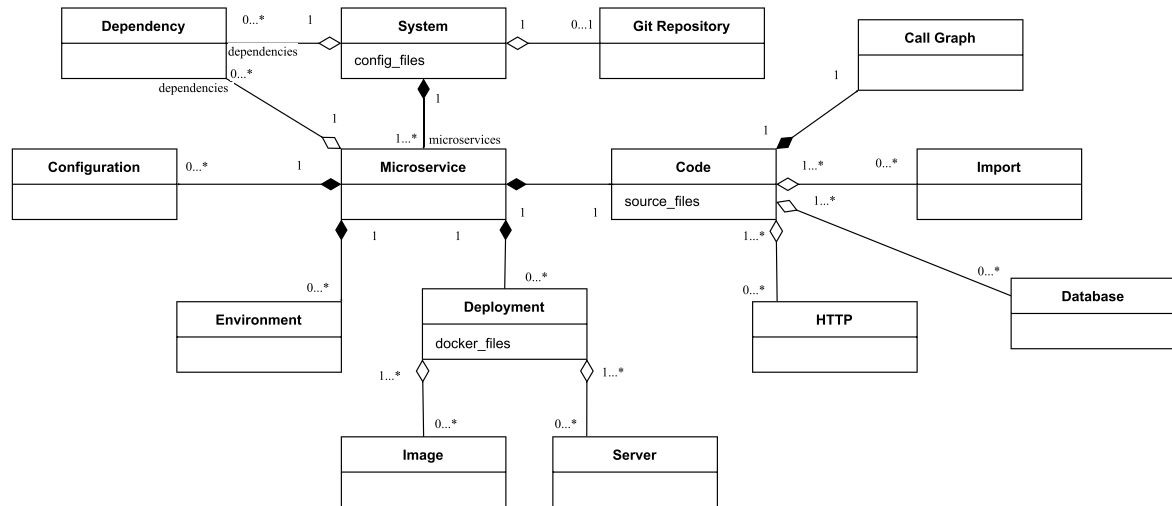 Dependency
0...*
1
System
1
0...1
Git Repository
Call Graph
dependencies
config_files
0...*
dependencies
1
1
1
1
1...*
microservices
Configuration
0...*
1
Microservice
Code
1...*
0...*
Import
source_files
1...*
1
1
1
1
1...*
0...*
0...*
0...*
0...*
Environment
Deployment
HTTP
Database
docker_files
1...*
1...*
0...*
0...*
Image
Server